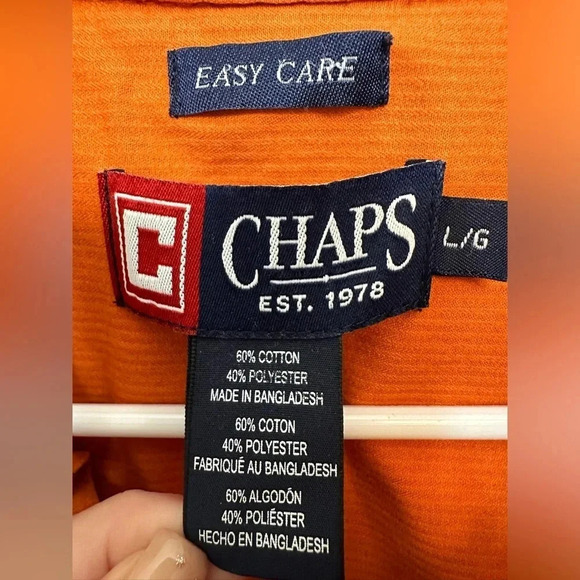 EASY CARE
C
CHAPS
EST. 1978
L/G
60% COTTON
40% POLYESTER
MADE IN BANGLADESH
60% COTON
40% POLYESTER
FABRIQUÉ AU BANGLADESH
60% ALGODÓN
40% POLIÉSTER
HECHO EN BANGLADESH